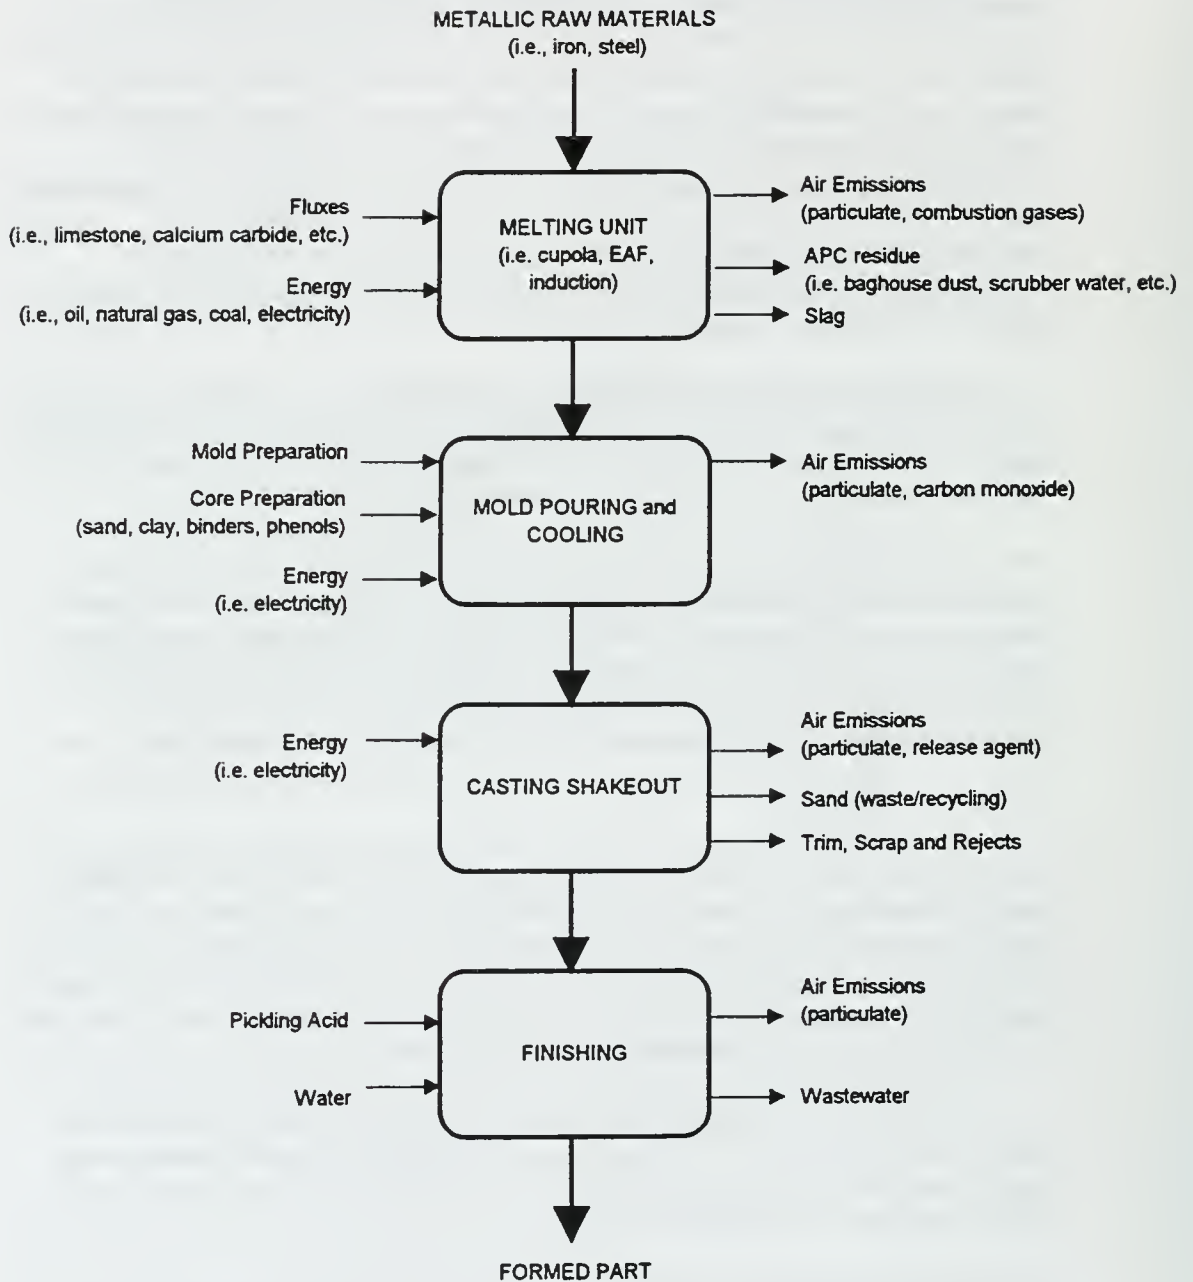 METALLIC RAW MATERIALS
(i.e., iron, steel)
Fluxes
(i.e., limestone, calcium carbide, etc.)
Energy
(i.e., oil, natural gas, coal, electricity)
MELTING UNIT
(i.e. cupola, EAF,
induction)
Air Emissions
(particulate, combustion gases)
APC residue
(i.e. baghouse dust, scrubber water, etc.)
Slag
Mold Preparation
Core Preparation
(sand, clay, binders, phenols)
Energy
(i.e. electricity)
MOLD POURING and
COOLING
Air Emissions
(particulate, carbon monoxide)
Energy
(i.e. electricity)
CASTING SHAKEOUT
Air Emissions
(particulate, release agent)
Sand (waste/recycling)
Trim, Scrap and Rejects
Pickling Acid
Water
FINISHING
Air Emissions
(particulate)
Wastewater
FORMED PART